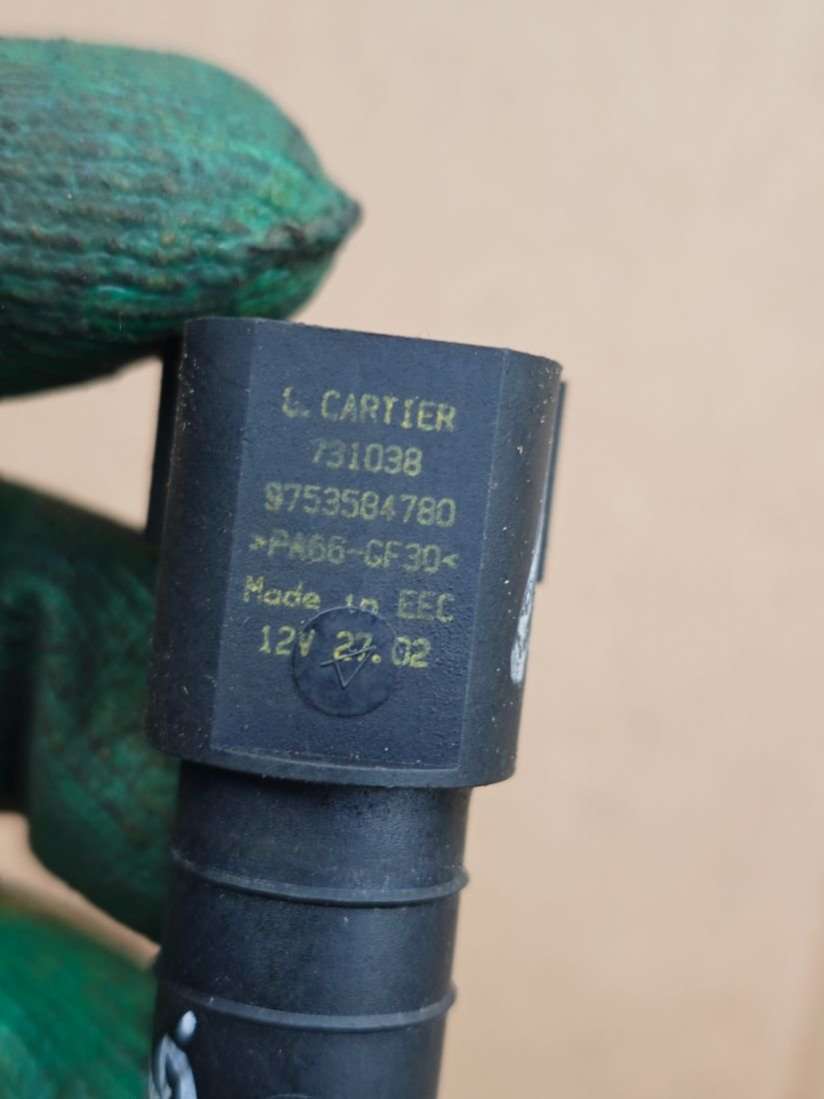 C. CARTIER
731038
9753584780
>PA66-GF30<
Made in EEC
12V 27.02